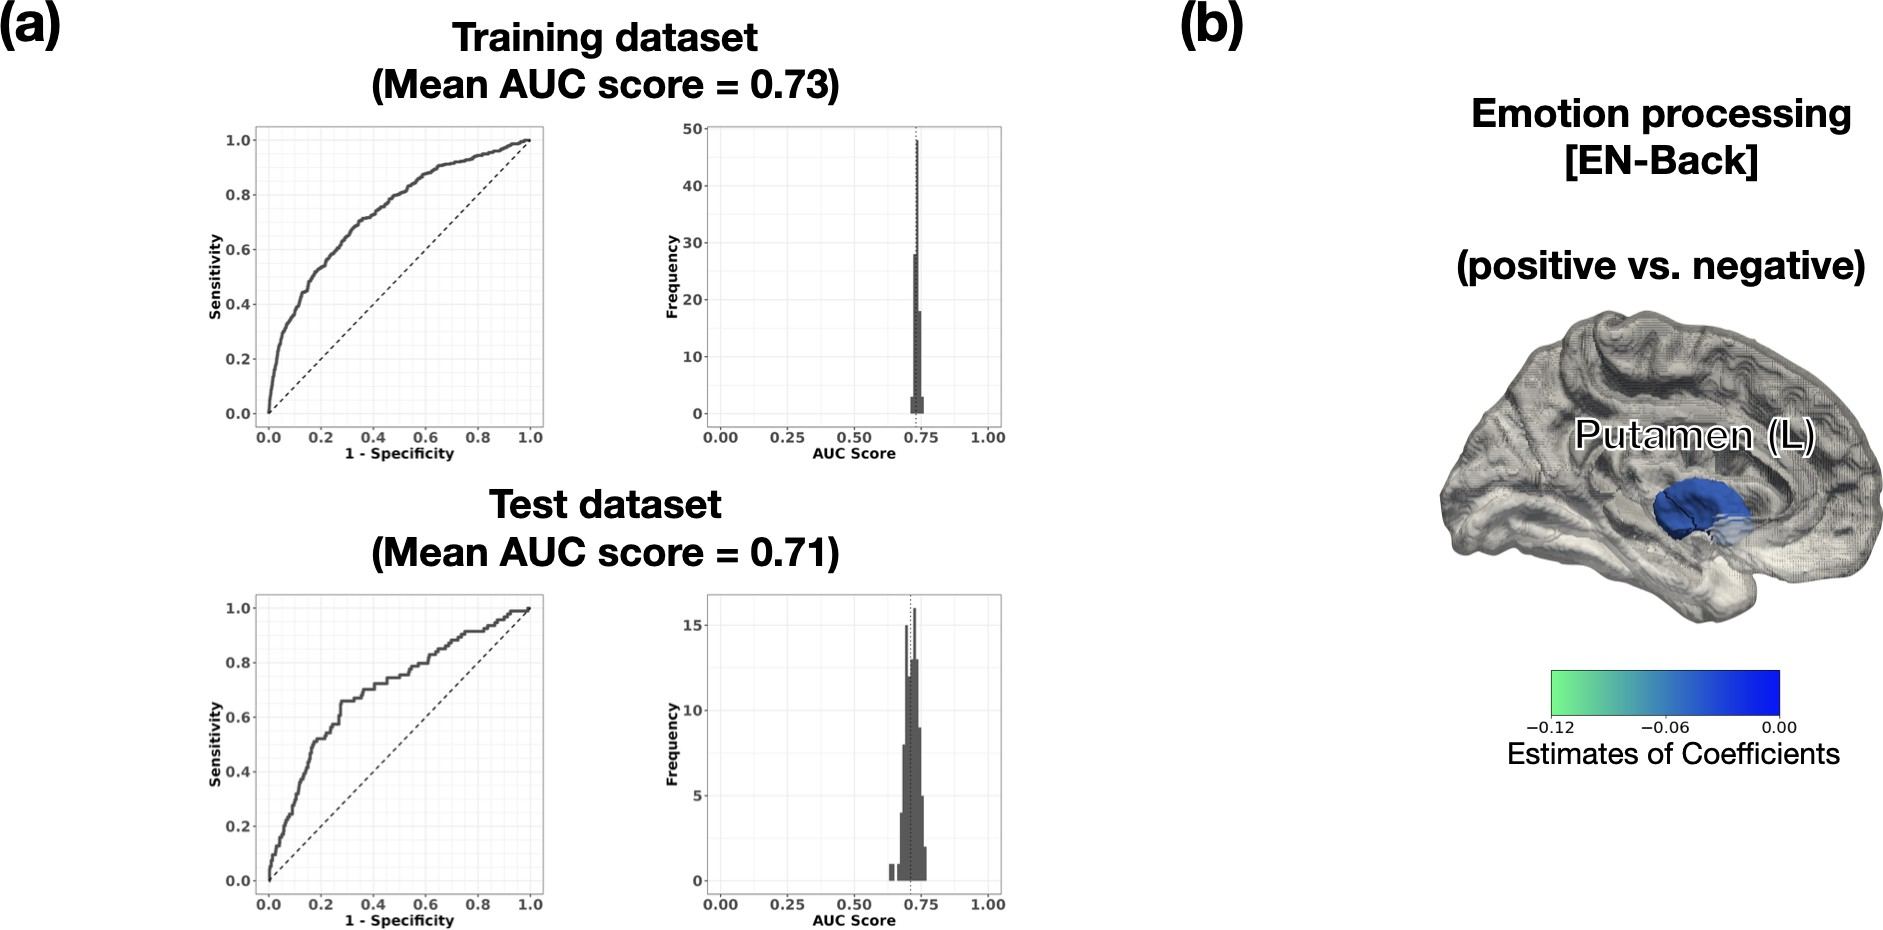 (a)
Training dataset
(Mean AUC score = 0.73)
1.0
0.8
0.6
0.4
0.2
0.0
Sensitivity
0.0 0.2 0.4 0.6 0.8 1.0
1 - Specificity
50
40
30
20
10
0
Frequency
0.00 0.25 0.50 0.75 1.00
AUC Score
Test dataset
(Mean AUC score = 0.71)
1.0
0.8
0.6
0.4
0.2
0.0
Sensitivity
0.0 0.2 0.4 0.6 0.8 1.0
1 - Specificity
15
10
5
0
Frequency
0.00 0.25 0.50 0.75 1.00
AUC Score
(b)
Emotion processing
[EN-Back]
(positive vs. negative)
Putamen (L)
−0.12 −0.06 0.00
Estimates of Coefficients